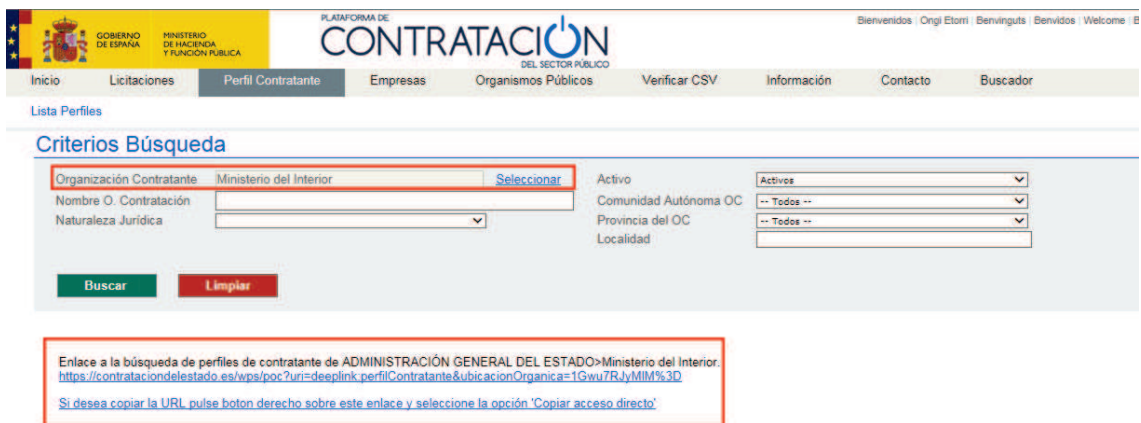 GOBIERNO
DE ESPAÑA
MINISTERIO
DE HACIENDA
Y FUNCIÓN PÚBLICA
PLATAFORMA DE
CONTRATACIÓN
DEL SECTOR PÚBLICO
Bienvenidos | Ongi Etorri | Benvinguts | Benvidos | Welcome | B
Inicio Licitaciones Perfil Contratante Empresas Organismos Públicos Verificar CSV Información Contacto Buscador
Lista Perfiles
Criterios Búsqueda
Organización Contratante Ministerio del Interior Seleccionar Activo Activos
Nombre O. Contratación Comunidad Autónoma OC -- Todos --
Naturaleza Jurídica Provincia del OC -- Todos --
Localidad
Buscar Limpiar
Enlace a la búsqueda de perfiles de contratante de ADMINISTRACIÓN GENERAL DEL ESTADO>Ministerio del Interior.
https://contrataciondelestado.es/wps/poc?uri=deeplink:perfilContratante&ubicacionOrganica=1Gwu7RJyMlM%3D
Si desea copiar la URL pulse boton derecho sobre este enlace y seleccione la opción 'Copiar acceso directo'